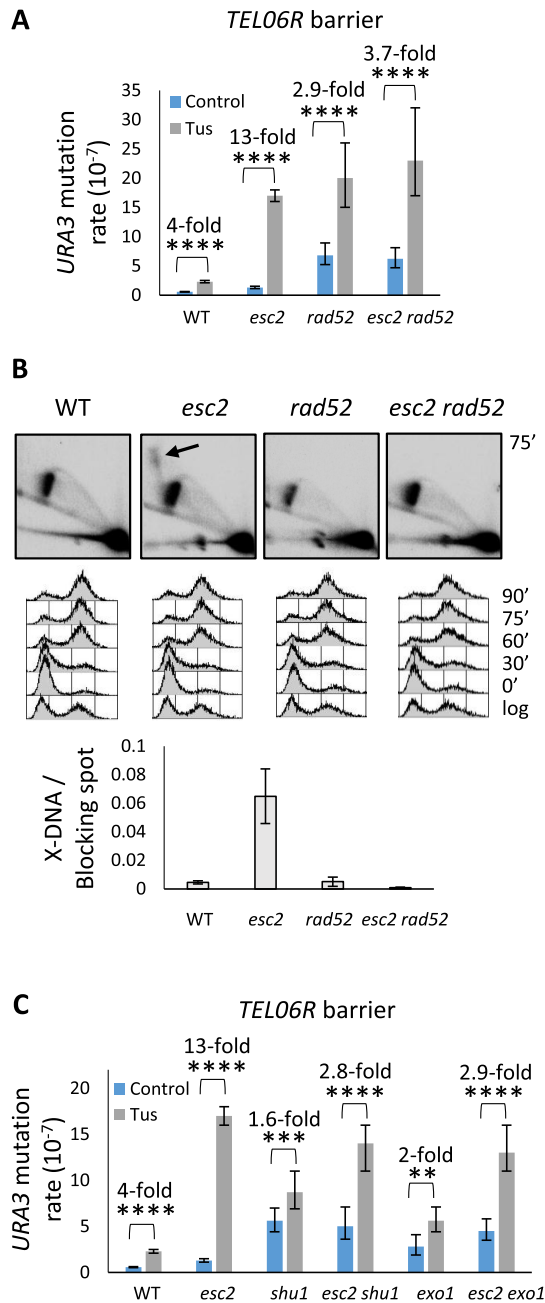 A
TEL06R barrier
URA3 mutation
rate (10-7)
35
30
25
20
15
10
5
0
Control
Tus
4-fold
****
13-fold
****
2.9-fold
****
3.7-fold
****
WT
esc2
rad52
esc2 rad52
B
WT
esc2
rad52
esc2 rad52
75’
90’
75’
60’
30’
0’
log
X-DNA /
Blocking spot
0.1
0.08
0.06
0.04
0.02
0
WT
esc2
rad52
esc2 rad52
C
TEL06R barrier
URA3 mutation
rate (10-7)
20
15
10
5
0
Control
Tus
4-fold
****
13-fold
****
1.6-fold
***
2.8-fold
****
2-fold
**
2.9-fold
****
WT
esc2
shu1
esc2 shu1
exo1
esc2 exo1